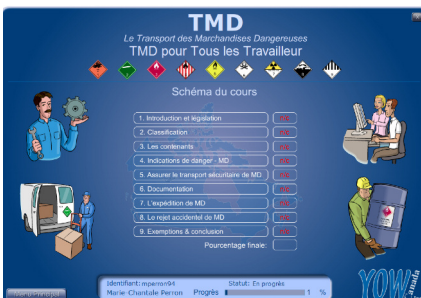 TMD
Le Transport des Marchandises Dangereuses
TMD pour Tous les Travailleur
Schéma du cours
1. Introduction et législation
2. Classification
3. Les contenants
4. Indications de danger - MD
5. Assurer le transport sécuritaire de MD
6. Documentation
7. L'expédition de MD
8. Le rejet accidentel de MD
9. Exemptions & conclusion
Pourcentage finale:
Identifiant: mperron94 Statut: En progrès
Marie-Chantale Perron Progrès 1 %
YOW Canada